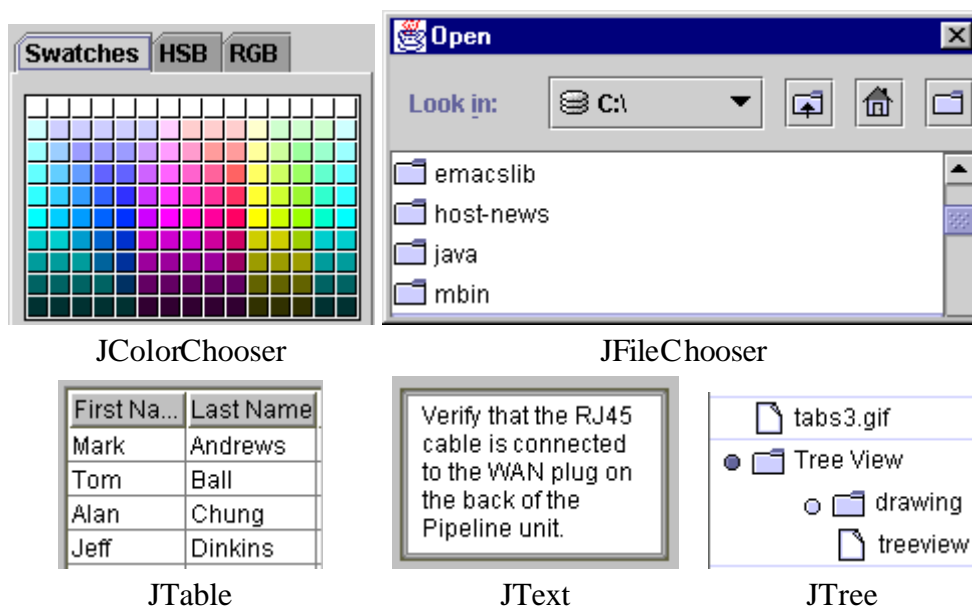 Swatches HSB RGB
Open
Look in: C:\
emacslib
host-news
java
mbin
JColorChooser
JFileChooser
First Na... Last Name
Mark Andrews
Tom Ball
Alan Chung
Jeff Dinkins
Verify that the RJ45
cable is connected
to the WAN plug on
the back of the
Pipeline unit.
tabs3.gif
Tree View
drawing
treeview
JTable
JText
JTree